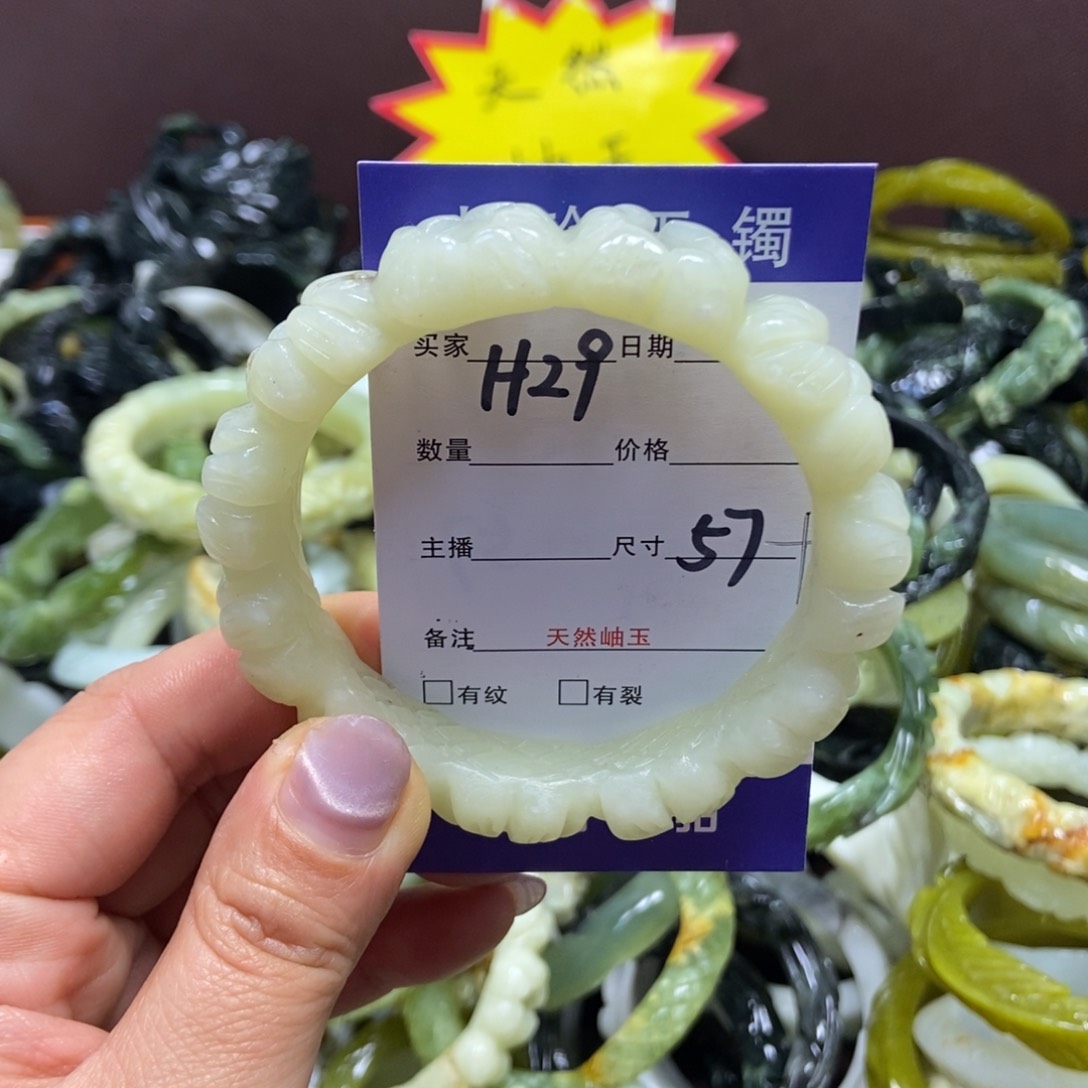 天然
镯
买家 H29 日期
数量 价格
主播 尺寸 57
备注 天然岫玉
□有纹 □有裂